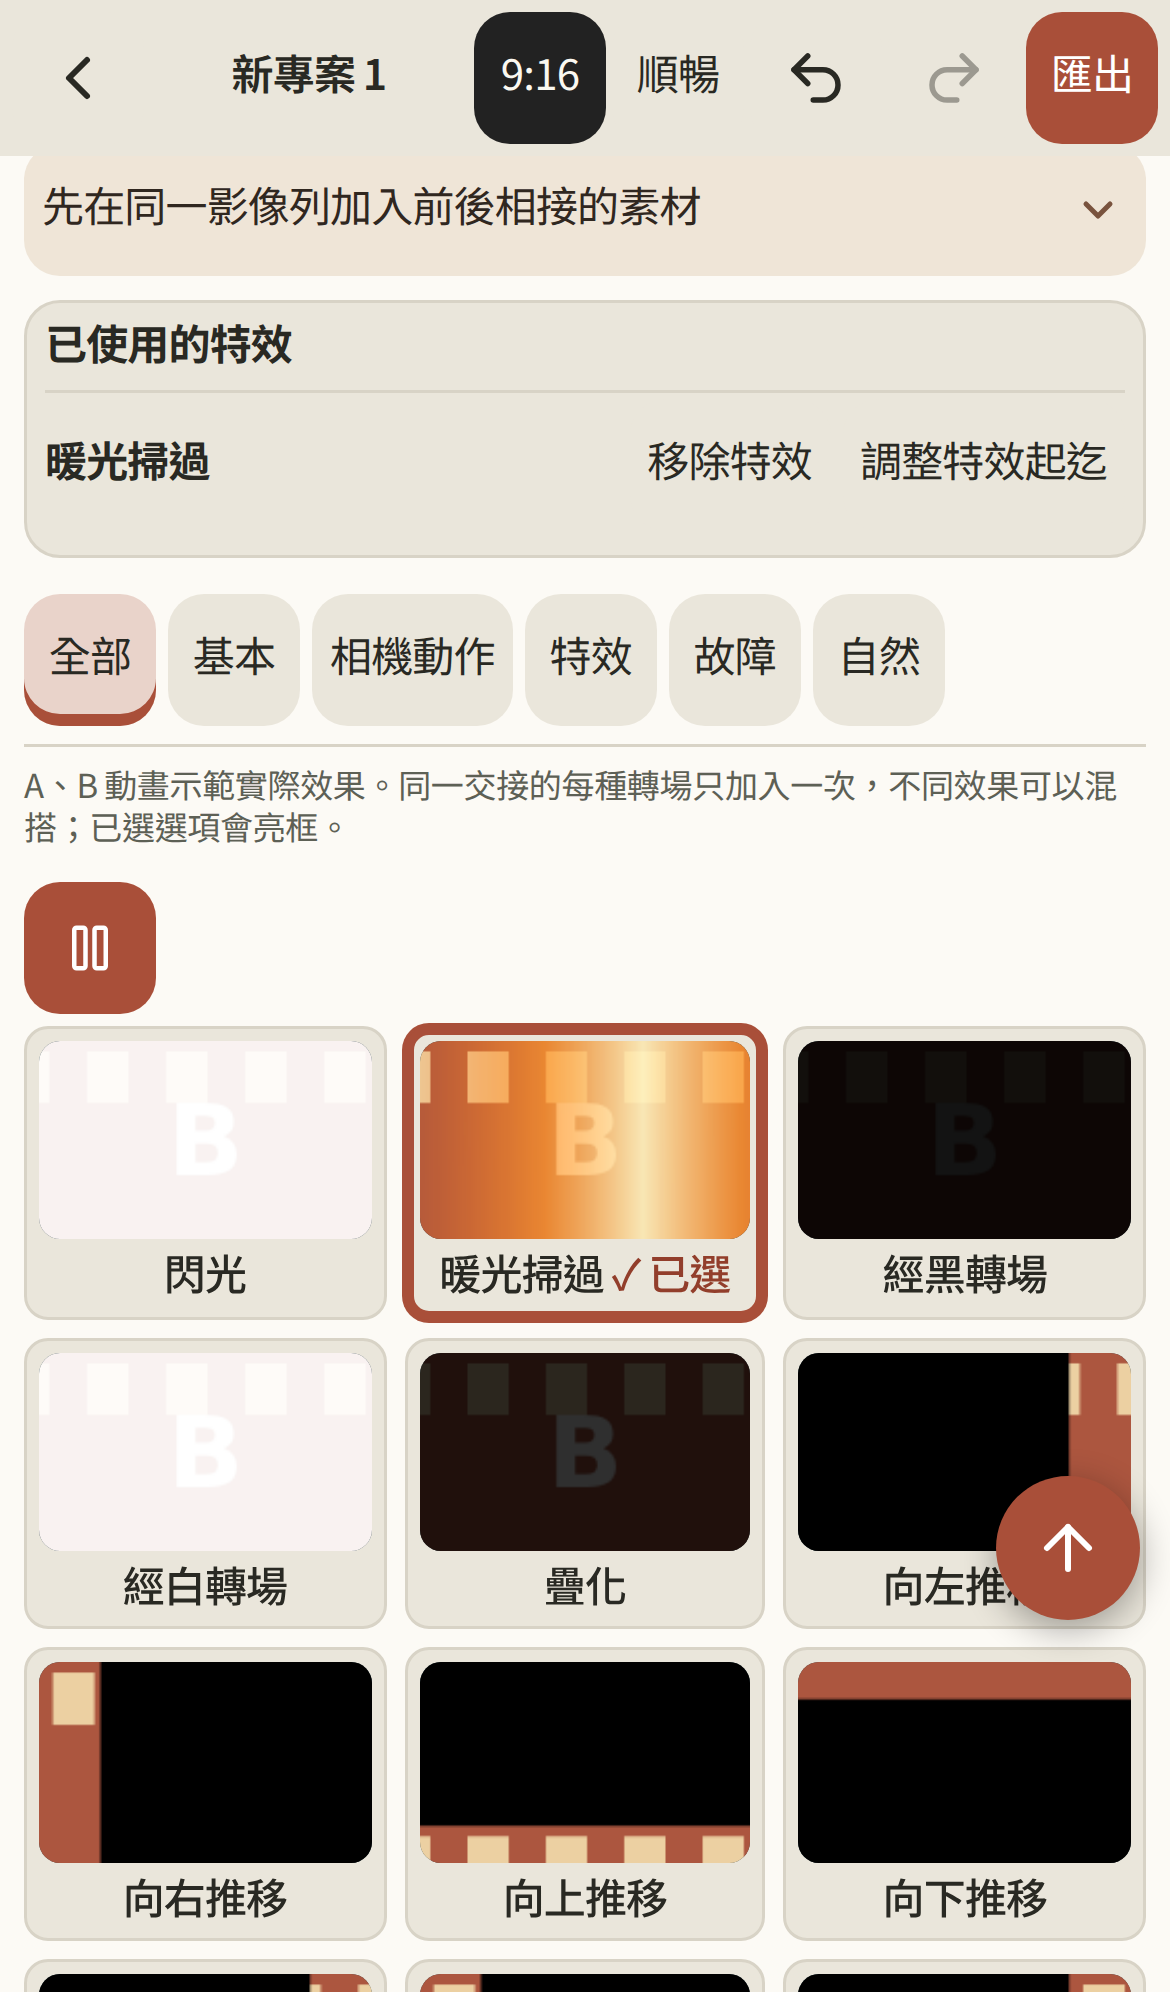 新專案 1
9:16
順暢
匯出
先在同一影像列加入前後相接的素材
已使用的特效
暖光掃過
移除特效
調整特效起迄
全部
基本
相機動作
特效
故障
自然
A、B 動畫示範實際效果。同一交接的每種轉場只加入一次，不同效果可以混
搭；已選選項會亮框。
B
B
B
閃光
暖光掃過 ✓ 已選
經黑轉場
B
B
經白轉場
疊化
向左推
向右推移
向上推移
向下推移